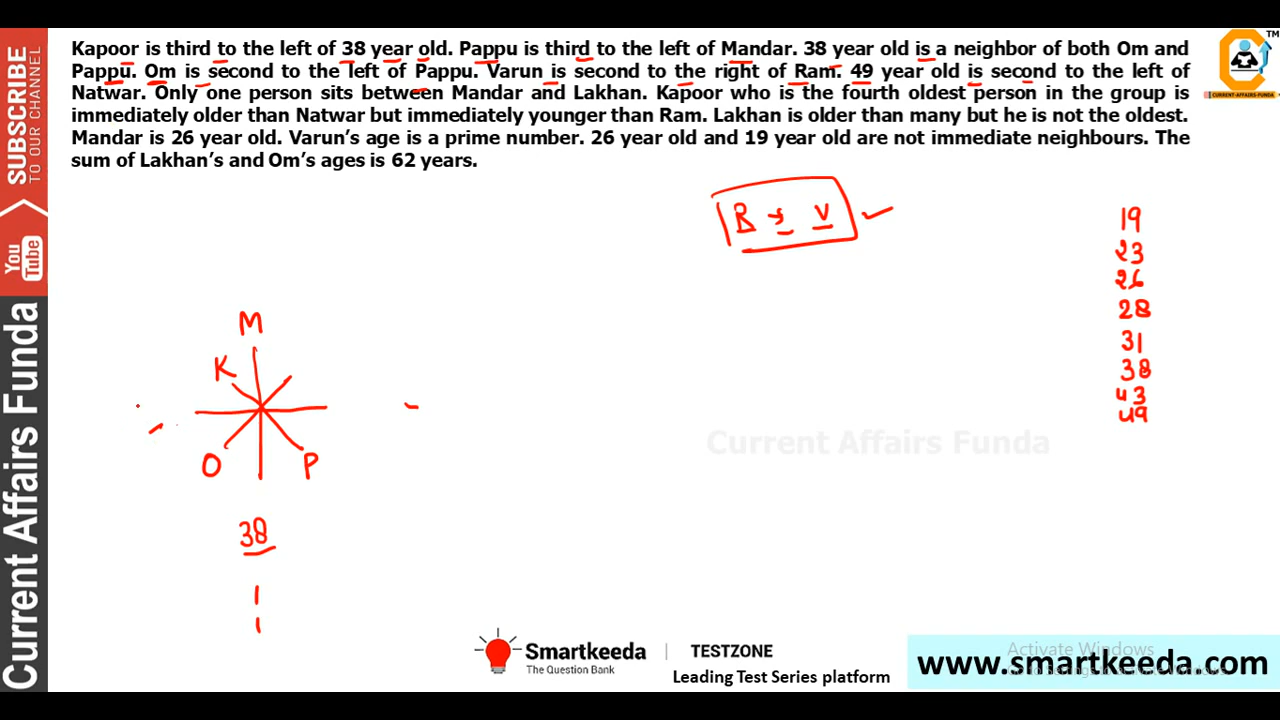 Kapoor is third to the left of 38 year old. Pappu is third to the left of Mandar. 38 year old is a neighbor of both Om and
Pappu. Om is second to the left of Pappu. Varun is second to the right of Ram. 49 year old is second to the left of
Natwar. Only one person sits between Mandar and Lakhan. Kapoor who is the fourth oldest person in the group is
immediately older than Natwar but immediately younger than Ram. Lakhan is older than many but he is not the oldest.
Mandar is 26 year old. Varun's age is a prime number. 26 year old and 19 year old are not immediate neighbours. The
sum of Lakhan's and Om's ages is 62 years.
SUBSCRIBE
TO OUR CHANNEL
You
Tube
Current Affairs Funda
TM
CURRENT-AFFAIRS-FUNDA
R
V
19
23
26
28
31
38
43
49
M
K
O
P
38
Current Affairs Funda
Smartkeeda
The Question Bank
TESTZONE
Leading Test Series platform
Activate Windows
www.smartkeeda.com